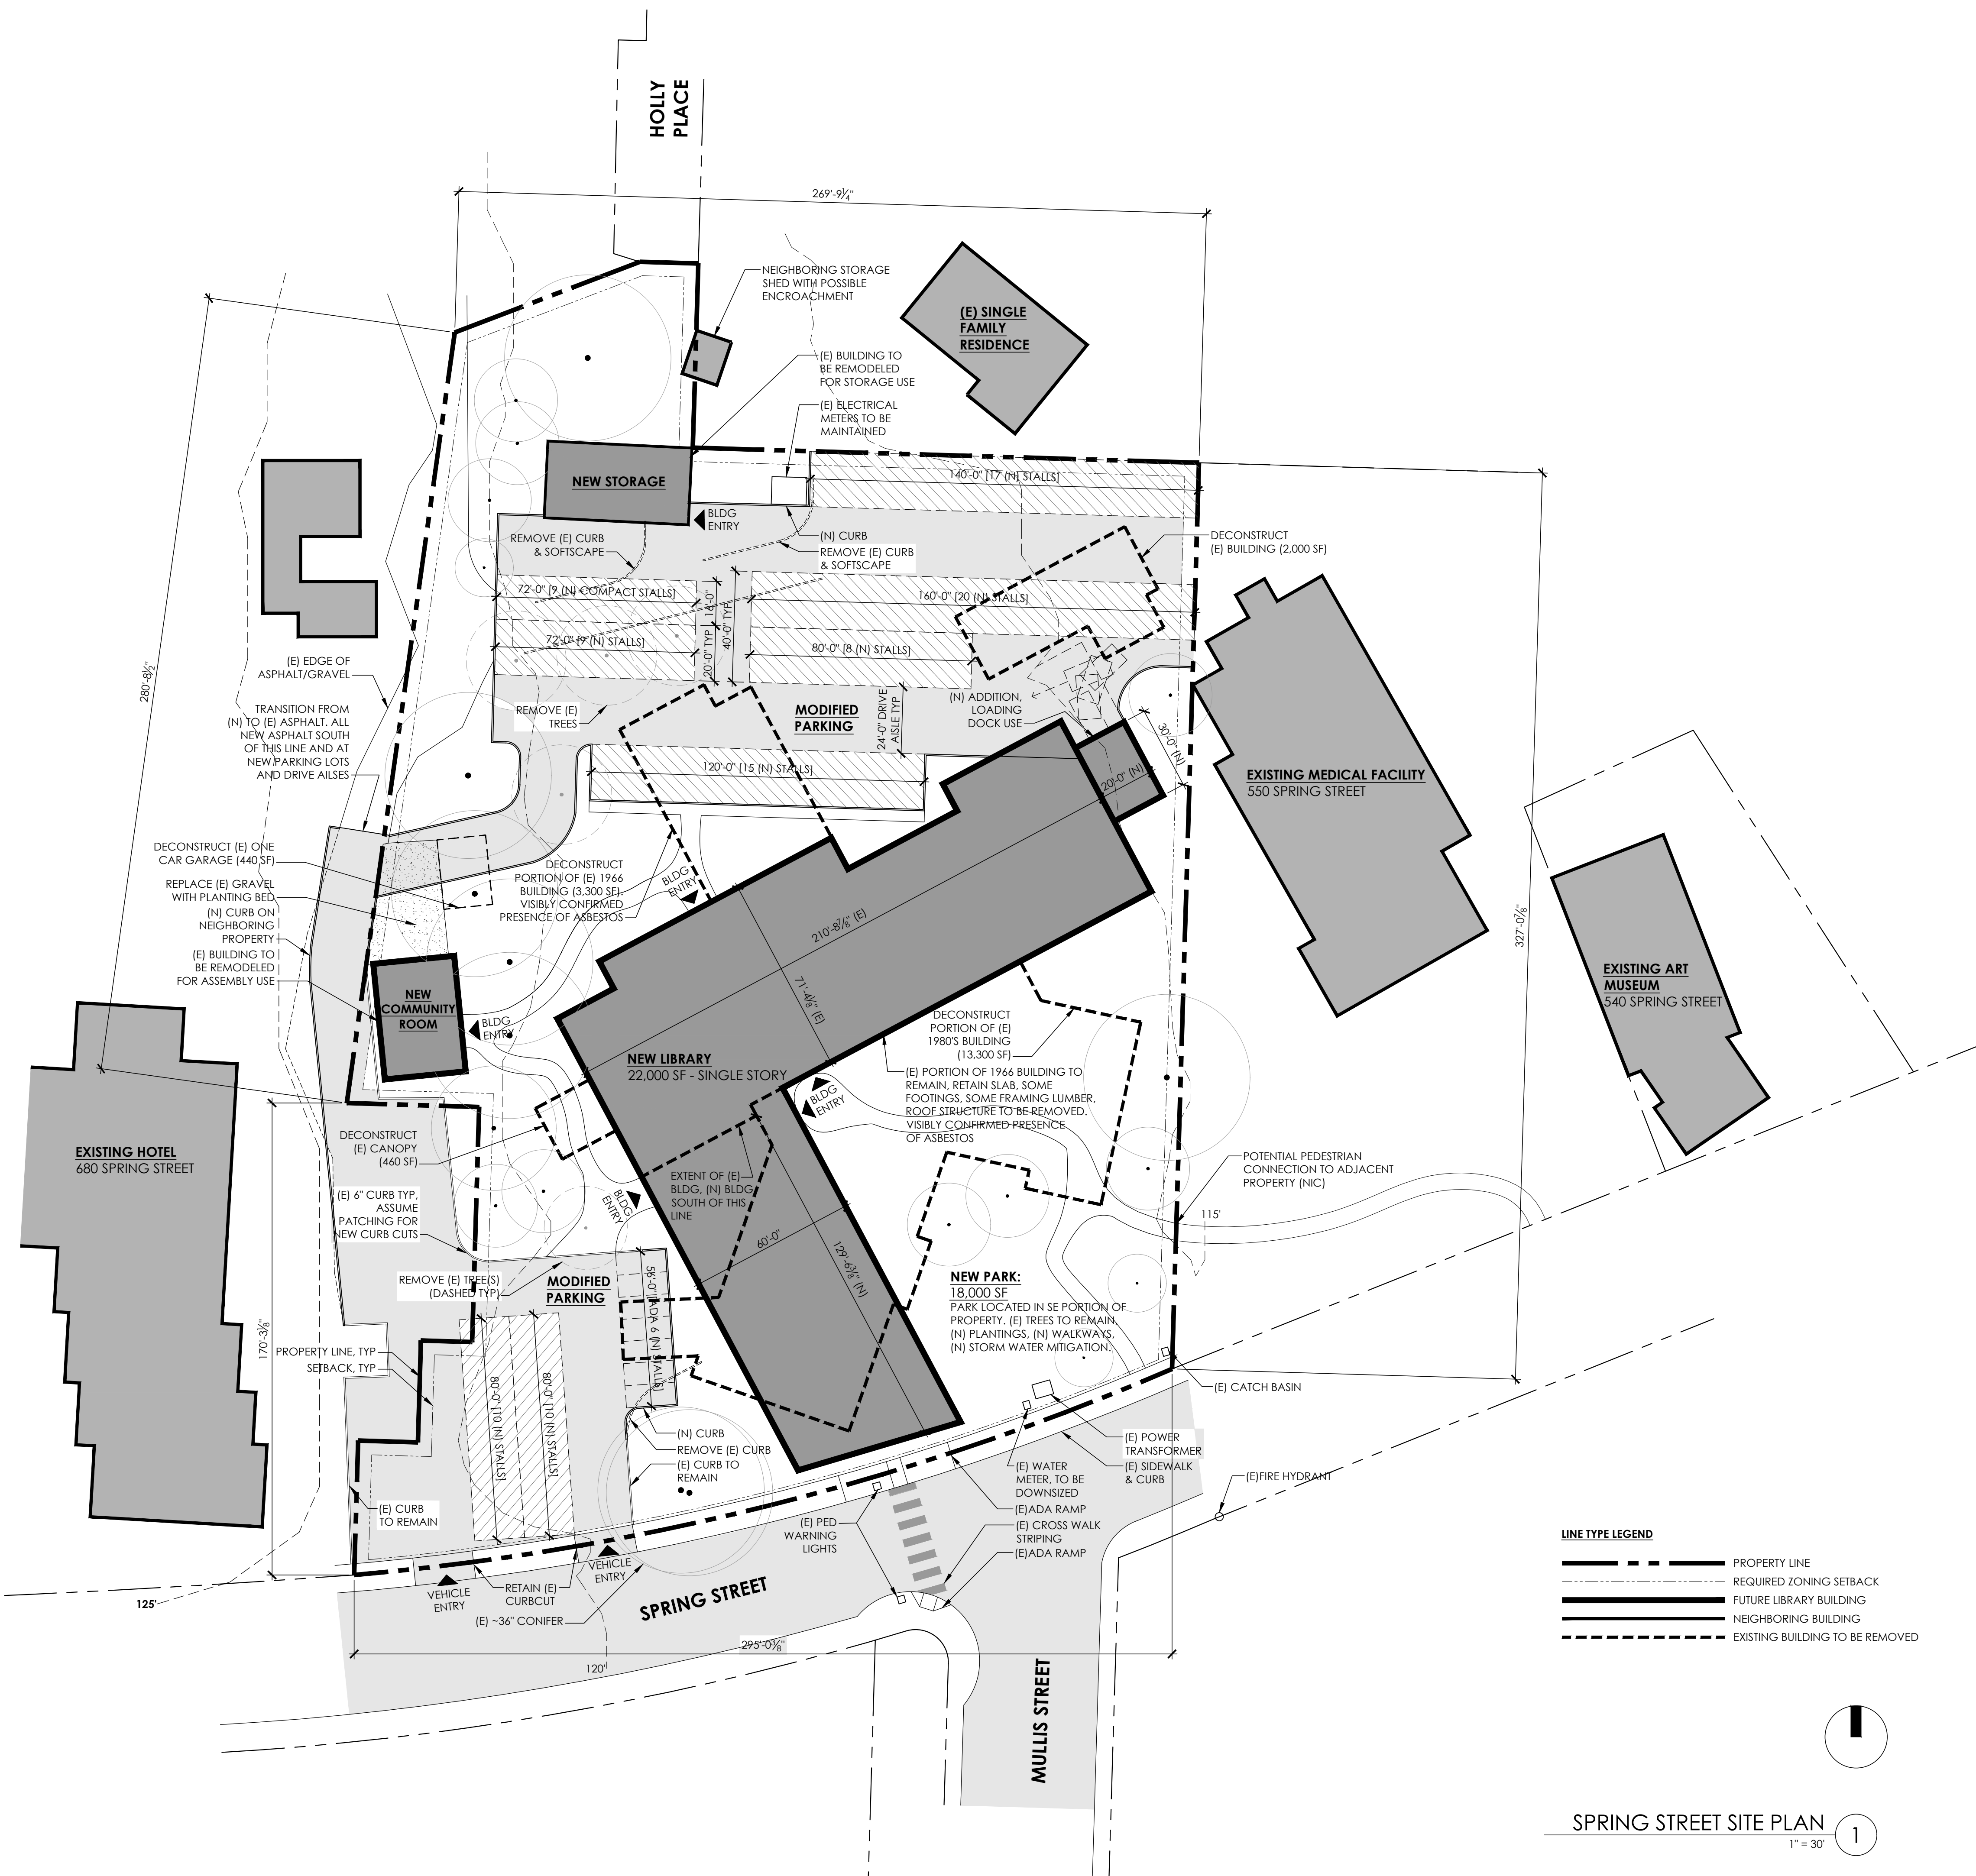 HOLLY
PLACE
269'-9¼"
NEIGHBORING STORAGE
SHED WITH POSSIBLE
ENCROACHMENT
(E) SINGLE
FAMILY
RESIDENCE
(E) BUILDING TO
BE REMODELED
FOR STORAGE USE
(E) ELECTRICAL
METERS TO BE
MAINTAINED
NEW STORAGE
140'-0" [17 (N) STALLS]
BLDG
ENTRY
REMOVE (E) CURB
& SOFTSCAPE
(N) CURB
REMOVE (E) CURB
& SOFTSCAPE
DECONSTRUCT
(E) BUILDING (2,000 SF)
72'-0" [9 (N) COMPACT STALLS]
16'-0"
160'-0" [20 (N) STALLS]
72'-0" [9 (N) STALLS]
20'-0" TYP
40'-0" TYP
80'-0" [8 (N) STALLS]
280'-8½"
(E) EDGE OF
ASPHALT/GRAVEL
TRANSITION FROM
(N) TO (E) ASPHALT. ALL
NEW ASPHALT SOUTH
OF THIS LINE AND AT
NEW PARKING LOTS
AND DRIVE AILSES
REMOVE (E)
TREES
MODIFIED
PARKING
24'-0" DRIVE
AISLE TYP
(N) ADDITION,
LOADING
DOCK USE
30'-0" (N)
20'-0" (N)
120'-0" [15 (N) STALLS]
EXISTING MEDICAL FACILITY
550 SPRING STREET
DECONSTRUCT (E) ONE
CAR GARAGE (440 SF)
REPLACE (E) GRAVEL
WITH PLANTING BED
(N) CURB ON
NEIGHBORING
PROPERTY
(E) BUILDING TO
BE REMODELED
FOR ASSEMBLY USE
DECONSTRUCT
PORTION OF (E) 1966
BUILDING (3,300 SF).
VISIBLY CONFIRMED
PRESENCE OF ASBESTOS
BLDG
ENTRY
210'-8⅞" (E)
71'-4⅝" (E)
327'-0⅞"
EXISTING ART
MUSEUM
540 SPRING STREET
NEW
COMMUNITY
ROOM
BLDG
ENTRY
NEW LIBRARY
22,000 SF - SINGLE STORY
DECONSTRUCT
PORTION OF (E)
1980'S BUILDING
(13,300 SF)
(E) PORTION OF 1966 BUILDING TO
REMAIN, RETAIN SLAB, SOME
FOOTINGS, SOME FRAMING LUMBER,
ROOF STRUCTURE TO BE REMOVED.
VISIBLY CONFIRMED PRESENCE
OF ASBESTOS
BLDG
ENTRY
EXISTING HOTEL
680 SPRING STREET
DECONSTRUCT
(E) CANOPY
(460 SF)
EXTENT OF (E)
BLDG, (N) BLDG
SOUTH OF THIS
LINE
BLDG
ENTRY
(E) 6" CURB TYP,
ASSUME
PATCHING FOR
NEW CURB CUTS
POTENTIAL PEDESTRIAN
CONNECTION TO ADJACENT
PROPERTY (NIC)
115'
60'-0"
129'-6⅜" (N)
REMOVE (E) TREE(S)
(DASHED TYP)
MODIFIED
PARKING
56'-0" [ADA 6 (N) STALLS]
NEW PARK:
18,000 SF
PARK LOCATED IN SE PORTION OF
PROPERTY. (E) TREES TO REMAIN,
(N) PLANTINGS, (N) WALKWAYS,
(N) STORM WATER MITIGATION.
170'-3⅜"
PROPERTY LINE, TYP
SETBACK, TYP
80'-0" [10 (N) STALLS]
80'-0" [10 (N) STALLS]
(E) CATCH BASIN
(N) CURB
REMOVE (E) CURB
(E) CURB TO
REMAIN
(E) POWER
TRANSFORMER
(E) SIDEWALK
& CURB
(E) WATER
METER, TO BE
DOWNSIZED
(E)FIRE HYDRANT
(E) CURB
TO REMAIN
(E)ADA RAMP
(E) CROSS WALK
STRIPING
(E)ADA RAMP
(E) PED
WARNING
LIGHTS
VEHICLE
ENTRY
VEHICLE
ENTRY
RETAIN (E)
CURBCUT
(E) ~36" CONIFER
125'
SPRING STREET
295'-0⅜"
120'
MULLIS STREET
LINE TYPE LEGEND
PROPERTY LINE
REQUIRED ZONING SETBACK
FUTURE LIBRARY BUILDING
NEIGHBORING BUILDING
EXISTING BUILDING TO BE REMOVED
SPRING STREET SITE PLAN
1
1" = 30'